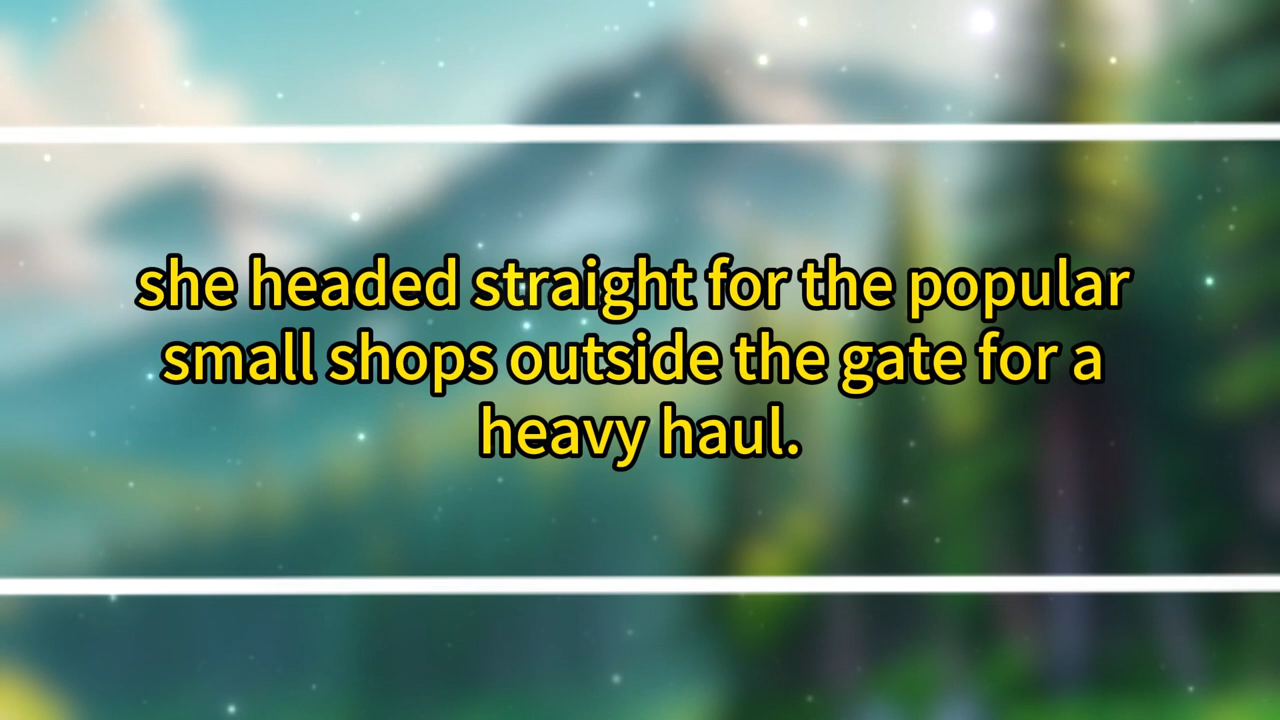 she headed straight for the popular
small shops outside the gate for a
heavy haul.